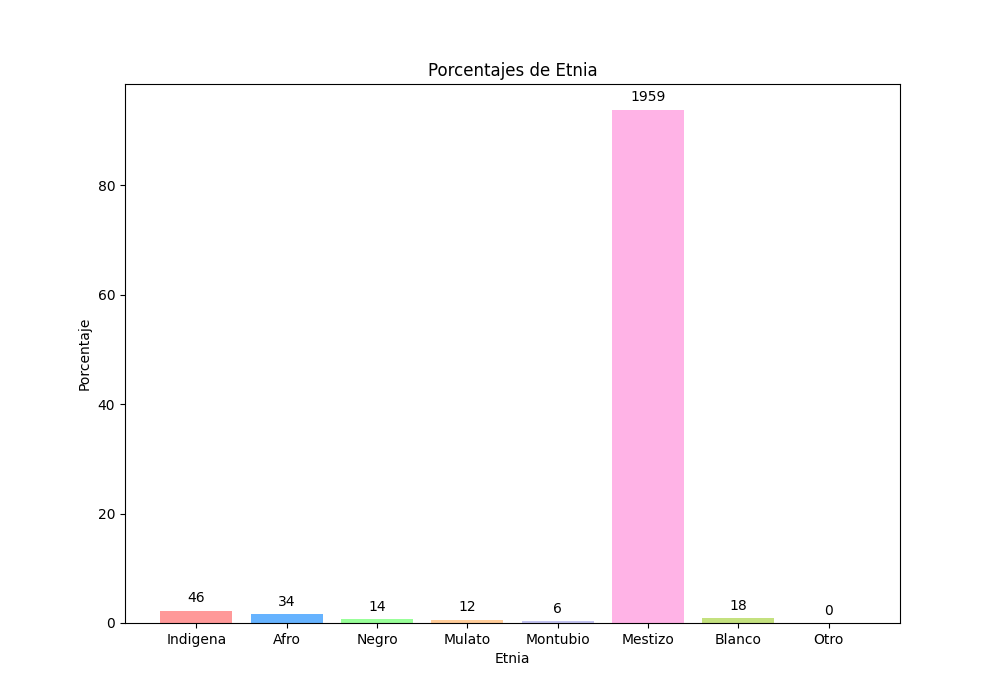 Porcentajes de Etnia
1959
80
60
Porcentaje
40
20
46
34
14
12
6
18
0
0
Indigena
Afro
Negro
Mulato
Montubio
Mestizo
Blanco
Otro
Etnia